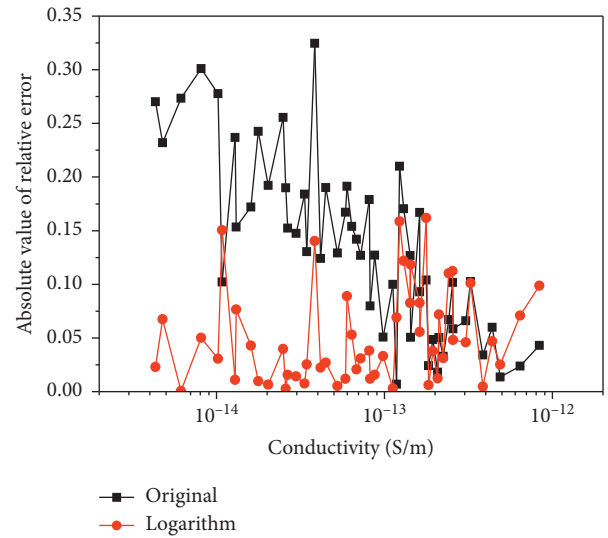 Absolute value of relative error
0.35
0.30
0.25
0.20
0.15
0.10
0.05
0.00
10⁻¹⁴
10⁻¹³
10⁻¹²
Conductivity (S/m)
Original
Logarithm